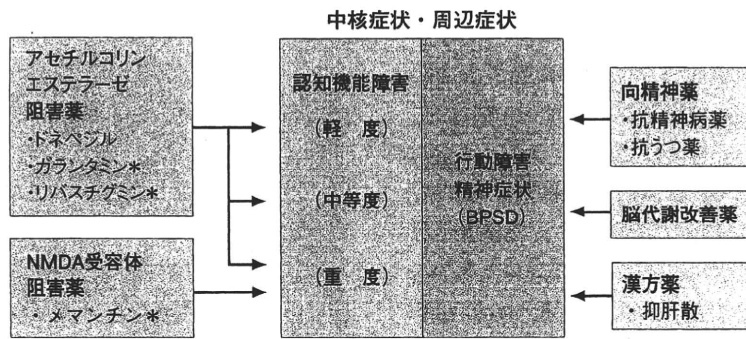 中核症状・周辺症状
アセチルコリン
エステラーゼ
阻害薬
・ドネペジル
・ガランタミン*
・リバスチグミン*
NMDA受容体
阻害薬
・メマンチン*
認知機能障害
(軽 度)
(中等度)
(重 度)
行動障害
精神症状
(BPSD)
向精神薬
・抗精神病薬
・抗うつ薬
脳代謝改善薬
漢方薬
・抑肝散